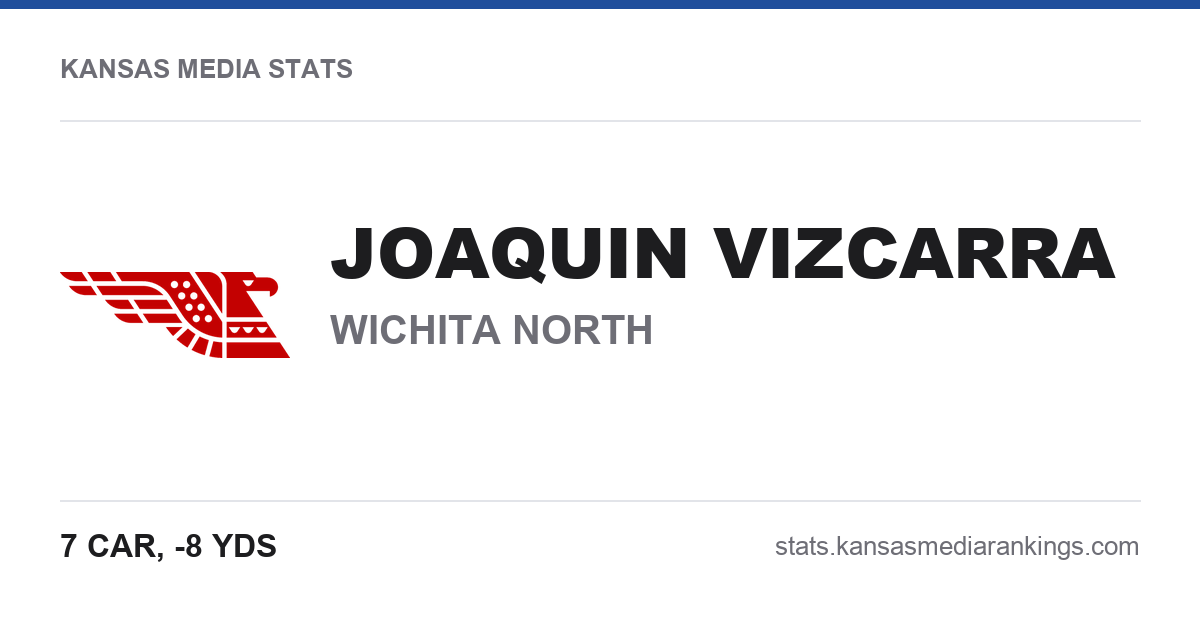 KANSAS MEDIA STATS
JOAQUIN VIZCARRA
WICHITA NORTH
7 CAR, -8 YDS
stats.kansasmediarankings.com